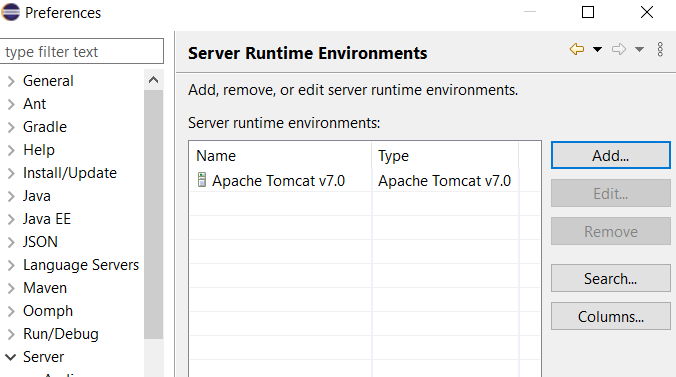 Preferences
type filter text
General
Ant
Gradle
Help
Install/Update
Java
Java EE
JSON
Language Servers
Maven
Oomph
Run/Debug
Server
Server Runtime Environments
Add, remove, or edit server runtime environments.
Server runtime environments:
Name Type
Apache Tomcat v7.0 Apache Tomcat v7.0
Add...
Edit...
Remove
Search...
Columns...